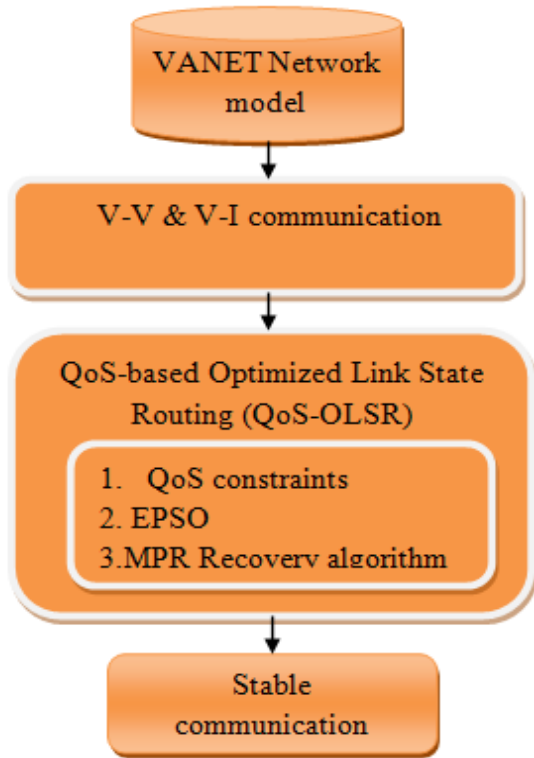 VANET Network
model
V-V & V-I communication
QoS-based Optimized Link State
Routing (QoS-OLSR)
1. QoS constraints
2. EPSO
3.MPR Recovery algorithm
Stable
communication